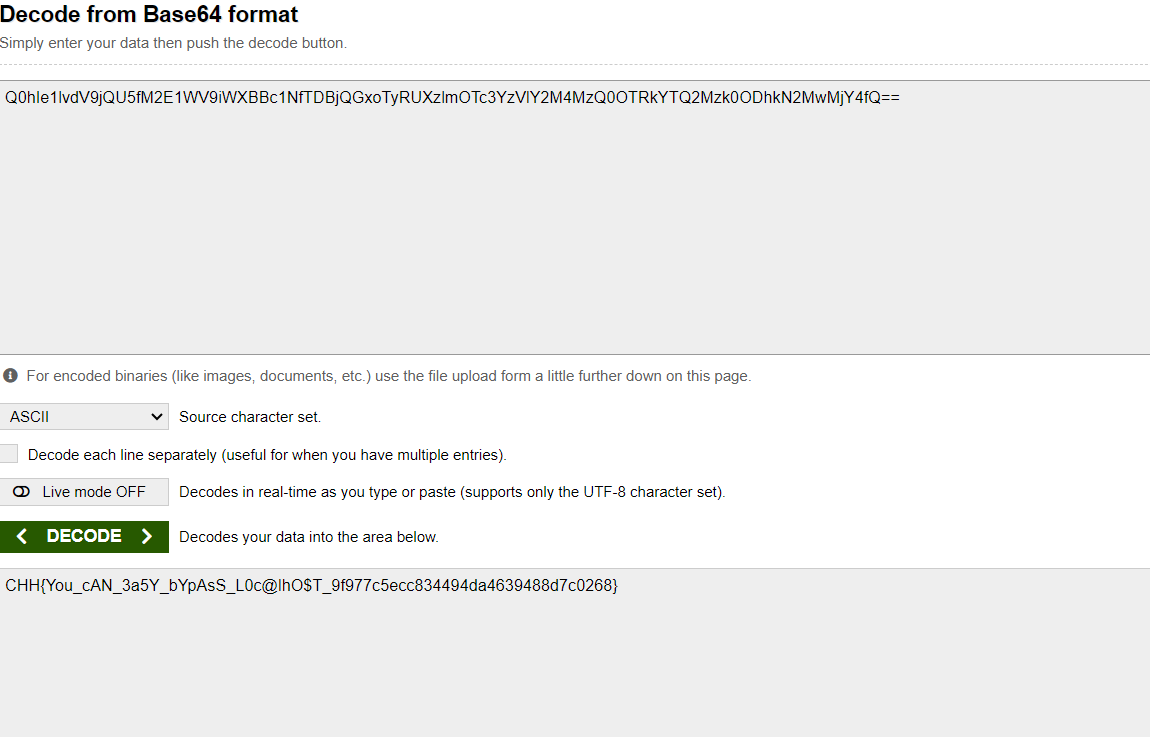 Decode from Base64 format
Simply enter your data then push the decode button.
Q0hIe1lvdV9jQU5fM2E1WV9iWXBBc1NfTDBjQGxoTyRUXzlmOTc3YzVlY2M4MzQ0OTRkYTQ2Mzk0ODhkN2MwMjY4fQ==
For encoded binaries (like images, documents, etc.) use the file upload form a little further down on this page.
ASCII Source character set.
Decode each line separately (useful for when you have multiple entries).
Live mode OFF Decodes in real-time as you type or paste (supports only the UTF-8 character set).
DECODE Decodes your data into the area below.
CHH{You_cAN_3a5Y_bYpAsS_L0c@lhO$T_9f977c5ecc834494da4639488d7c0268}